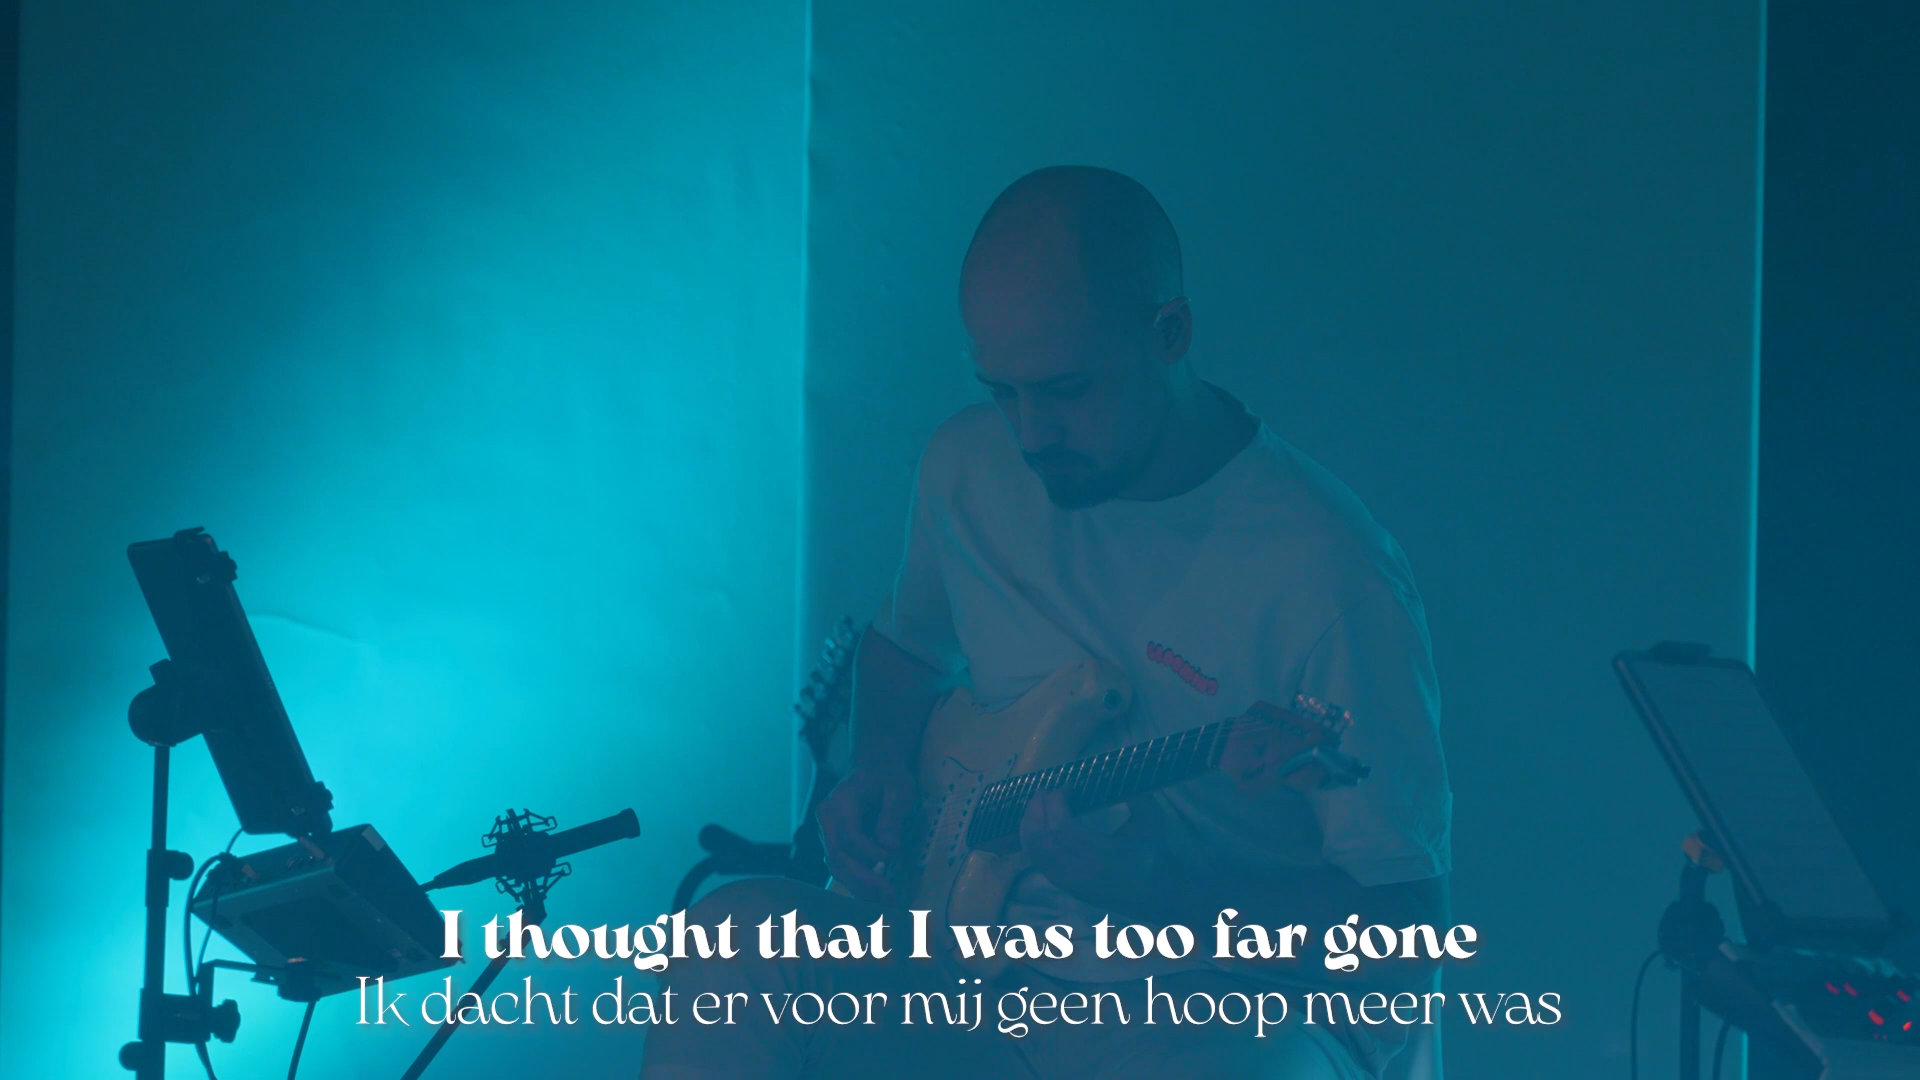 I thought that I was too far gone
Ik dacht dat er voor mij geen hoop meer was